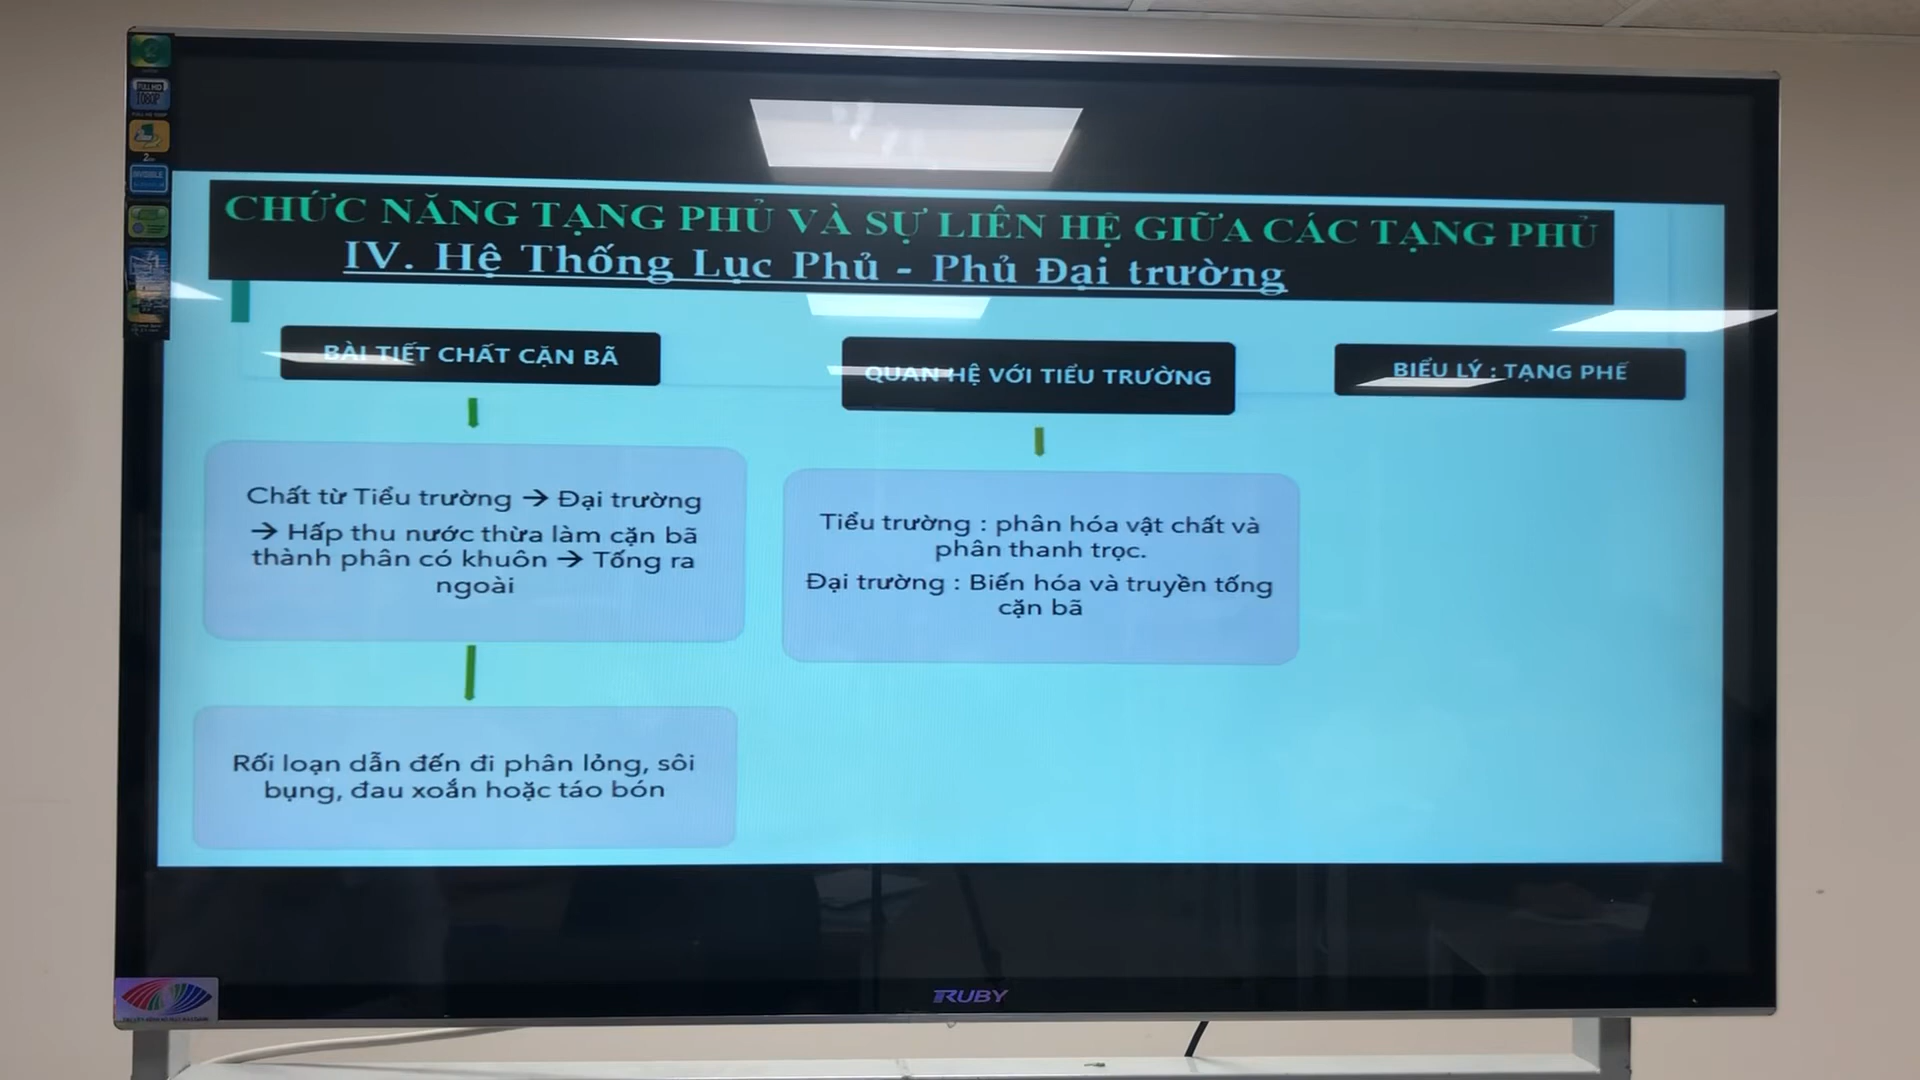 CHỨC NĂNG TẠNG PHỦ VÀ SỰ LIÊN HỆ GIỮA CÁC TẠNG PHỦ
IV. Hệ Thống Lục Phủ - Phủ Đại trường
BÀI TIẾT CHẤT CẶN BÃ
Chất từ Tiểu trường → Đại trường
→ Hấp thu nước thừa làm cặn bã
thành phân có khuôn → Tống ra
ngoài
Rối loạn dẫn đến đi phân lỏng, sôi
bụng, đau xoắn hoặc táo bón
QUAN HỆ VỚI TIỂU TRƯỜNG
Tiểu trường : phân hóa vật chất và
phân thanh trọc.
Đại trường : Biến hóa và truyền tống
cặn bã
BIỂU LÝ : TẠNG PHẾ
FULL HD
1080P
RUBY